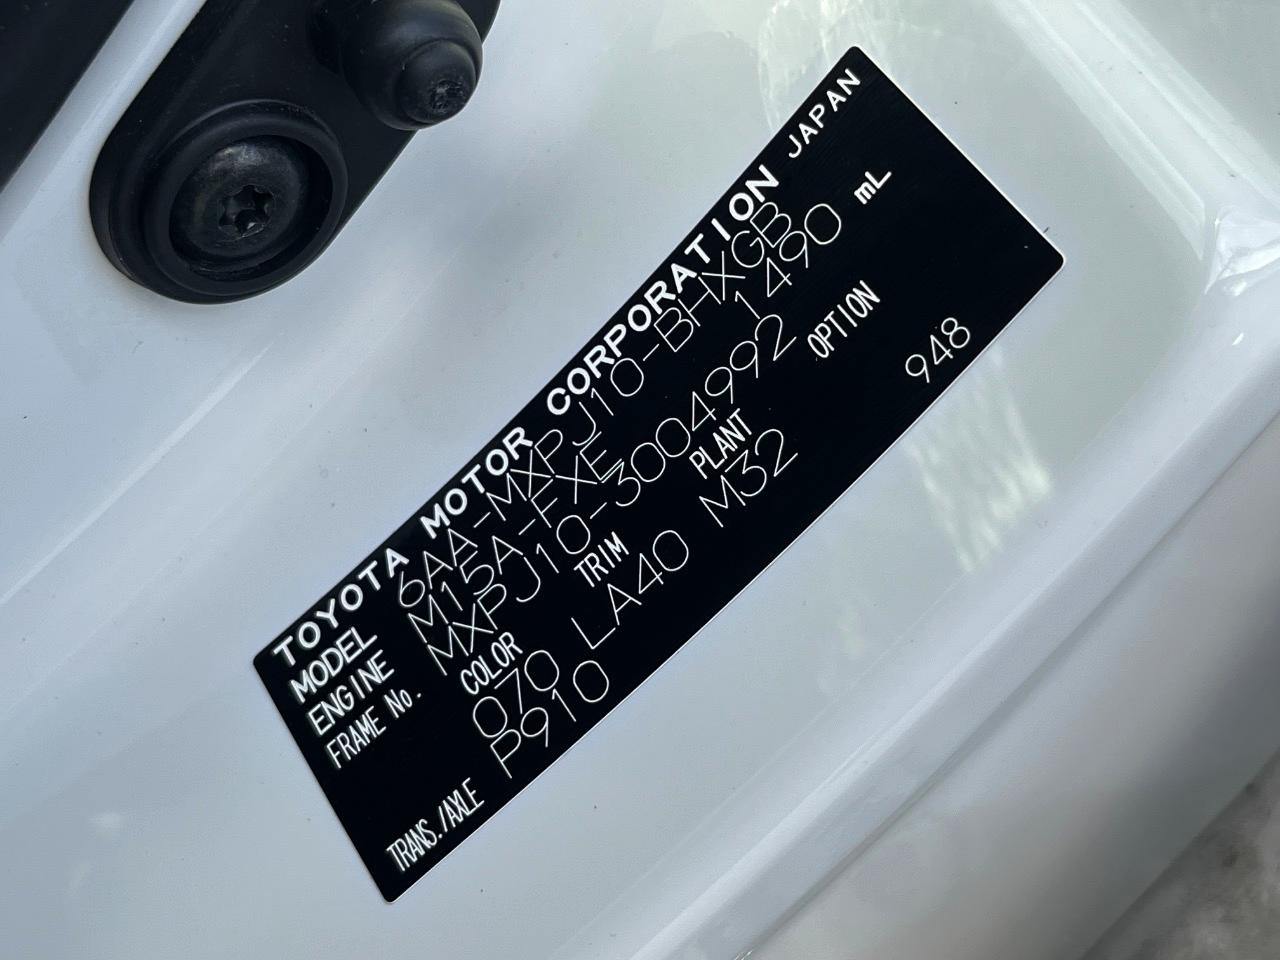 TOYOTA MOTOR CORPORATION JAPAN
MODEL 6AA-MXPJ10-BHXGB
ENGINE M15A-FXE 1490 mL
FRAME No. MXPJ10-3004992
COLOR TRIM PLANT OPTION
070 LA40 M32 948
TRANS./AXLE P910